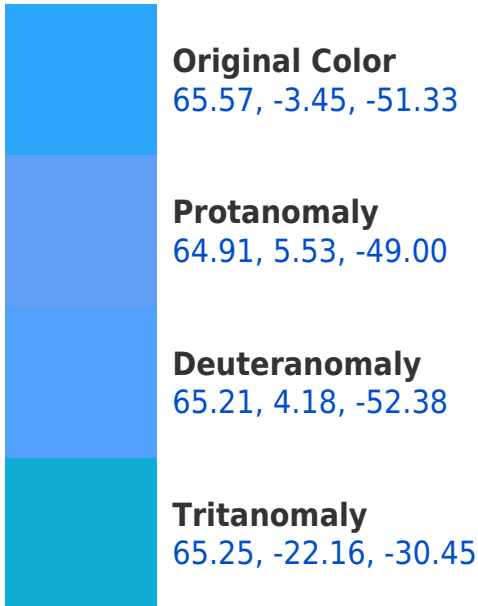 Original Color
65.57, -3.45, -51.33
Protanomaly
64.91, 5.53, -49.00
Deuteranomaly
65.21, 4.18, -52.38
Tritanomaly
65.25, -22.16, -30.45